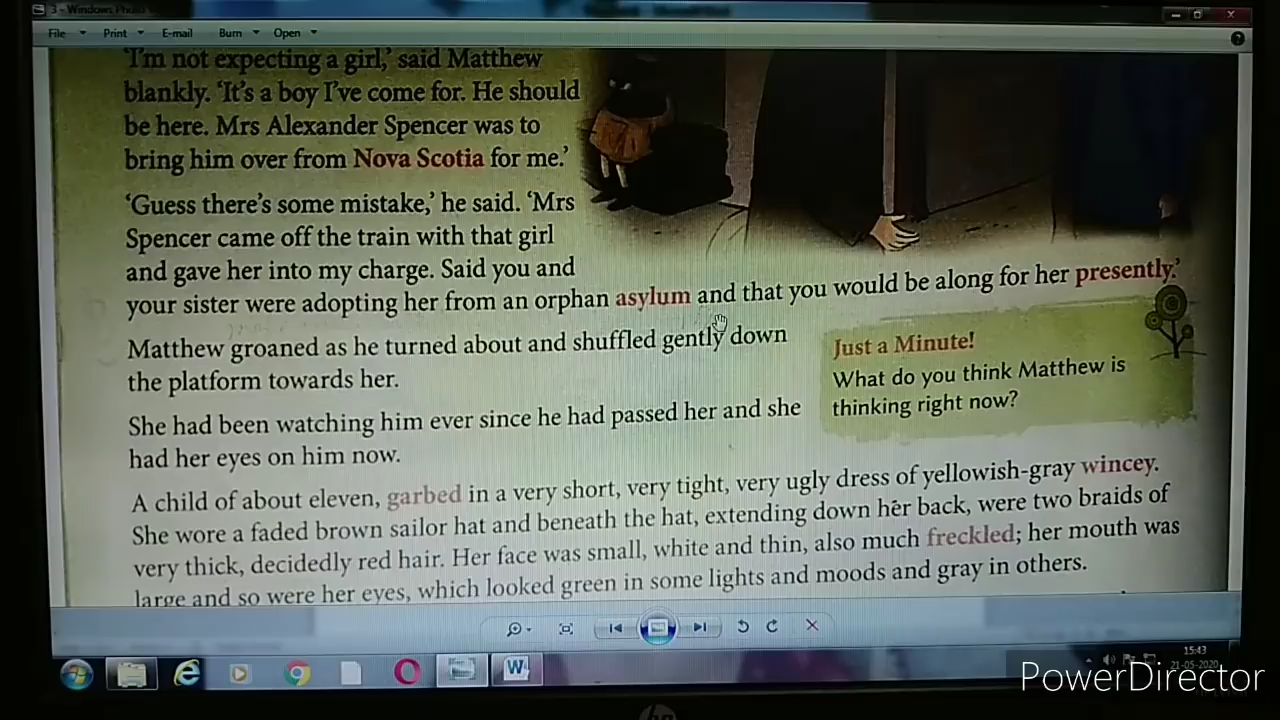 3 - Windows Photo
File Print E-mail Burn Open
‘I'm not expecting a girl,’ said Matthew
blankly. ‘It's a boy I've come for. He should
be here. Mrs Alexander Spencer was to
bring him over from Nova Scotia for me.’
‘Guess there's some mistake,’ he said. ‘Mrs
Spencer came off the train with that girl
and gave her into my charge. Said you and
your sister were adopting her from an orphan asylum and that you would be along for her presently.’
Matthew groaned as he turned about and shuffled gently down
the platform towards her.
Just a Minute!
What do you think Matthew is
thinking right now?
She had been watching him ever since he had passed her and she
had her eyes on him now.
A child of about eleven, garbed in a very short, very tight, very ugly dress of yellowish-gray wincey.
She wore a faded brown sailor hat and beneath the hat, extending down her back, were two braids of
very thick, decidedly red hair. Her face was small, white and thin, also much freckled; her mouth was
large and so were her eyes, which looked green in some lights and moods and gray in others.
15:43
21-05-2020
PowerDirector
hp